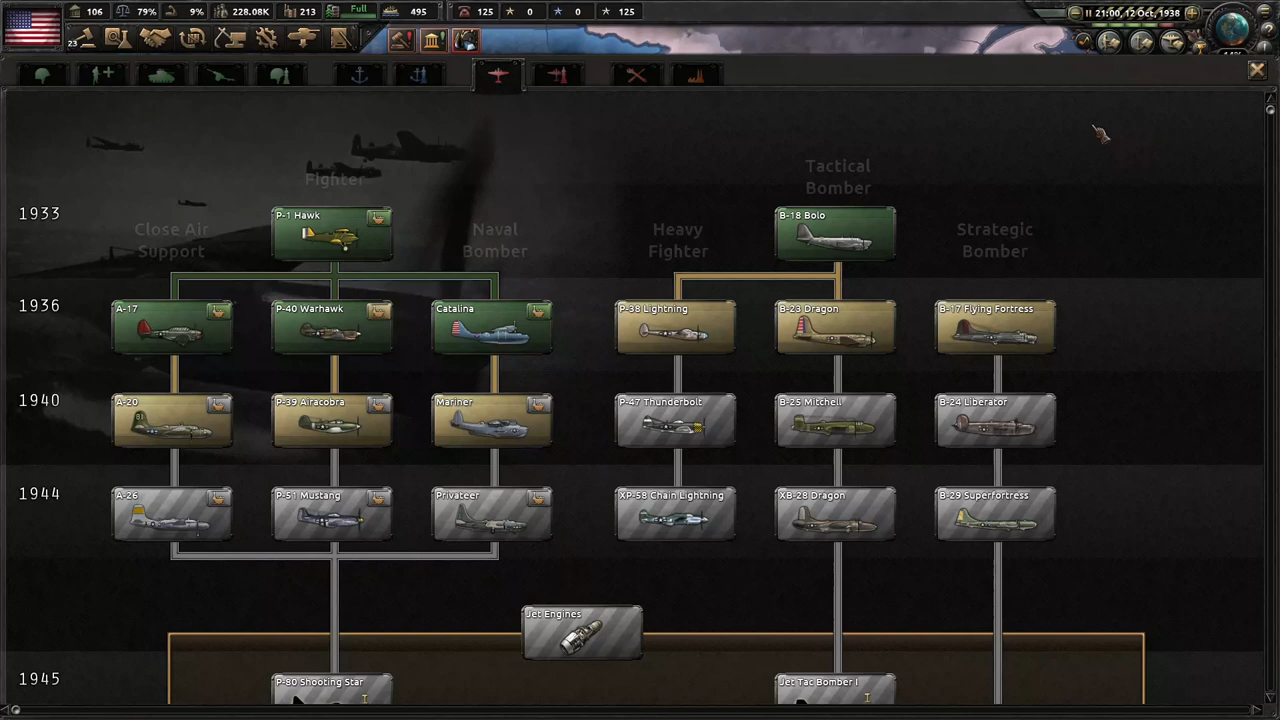 106 79% 9% 228.08K 213 Full 495 125 0 0 125
21:00, 12 Oct, 1938
23
Tactical
Bomber
Fighter
1933
P-1 Hawk
B-18 Bolo
Close Air
Support
Naval
Bomber
Heavy
Fighter
Strategic
Bomber
1936
A-17
P-40 Warhawk
Catalina
P-38 Lightning
B-23 Dragon
B-17 Flying Fortress
1940
A-20
P-39 Airacobra
Mariner
P-47 Thunderbolt
B-25 Mitchell
B-24 Liberator
1944
A-26
P-51 Mustang
Privateer
XP-58 Chain Lightning
XB-28 Dragon
B-29 Superfortress
Jet Engines
1945
P-80 Shooting Star
Jet Tac Bomber I